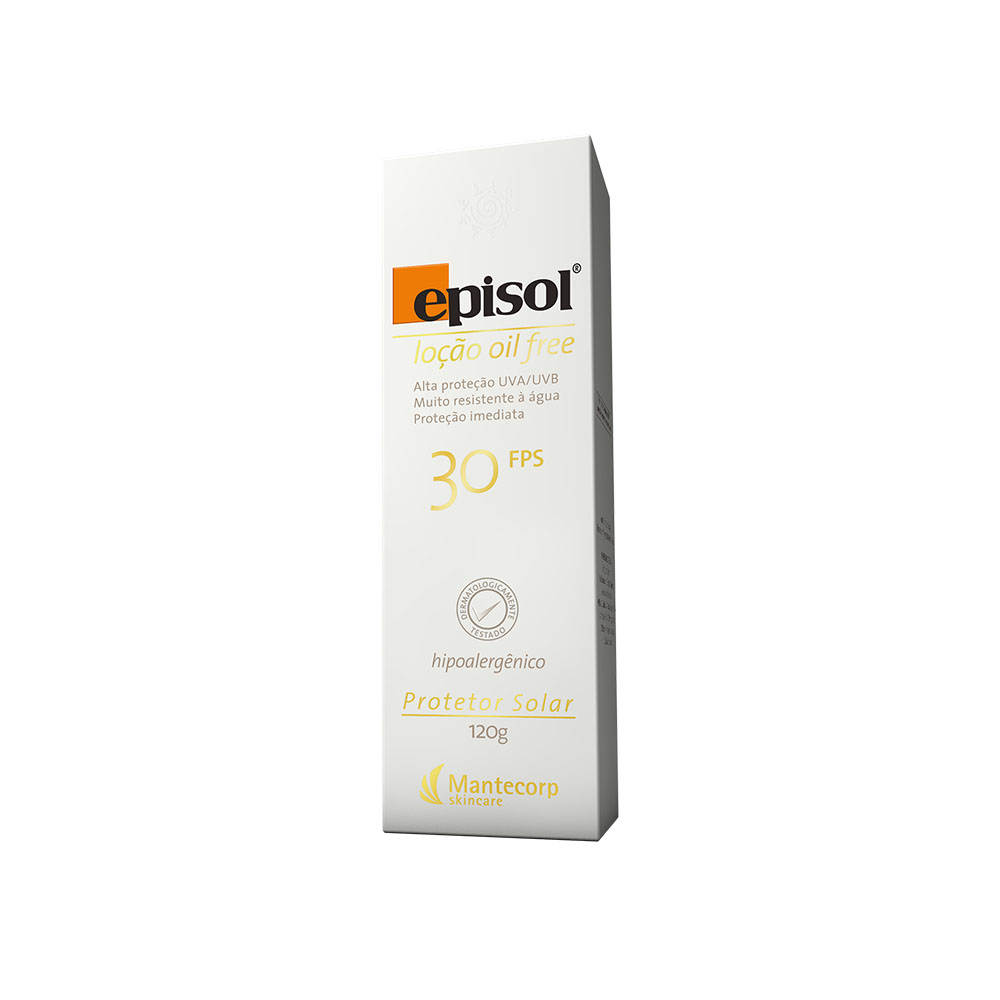 episol®
loção oil free
Alta proteção UVA/UVB
Muito resistente à água
Proteção imediata
30 FPS
DERMATOLOGICAMENTE
TESTADO
hipoalergênico
Protetor Solar
120g
Mantecorp
skincare